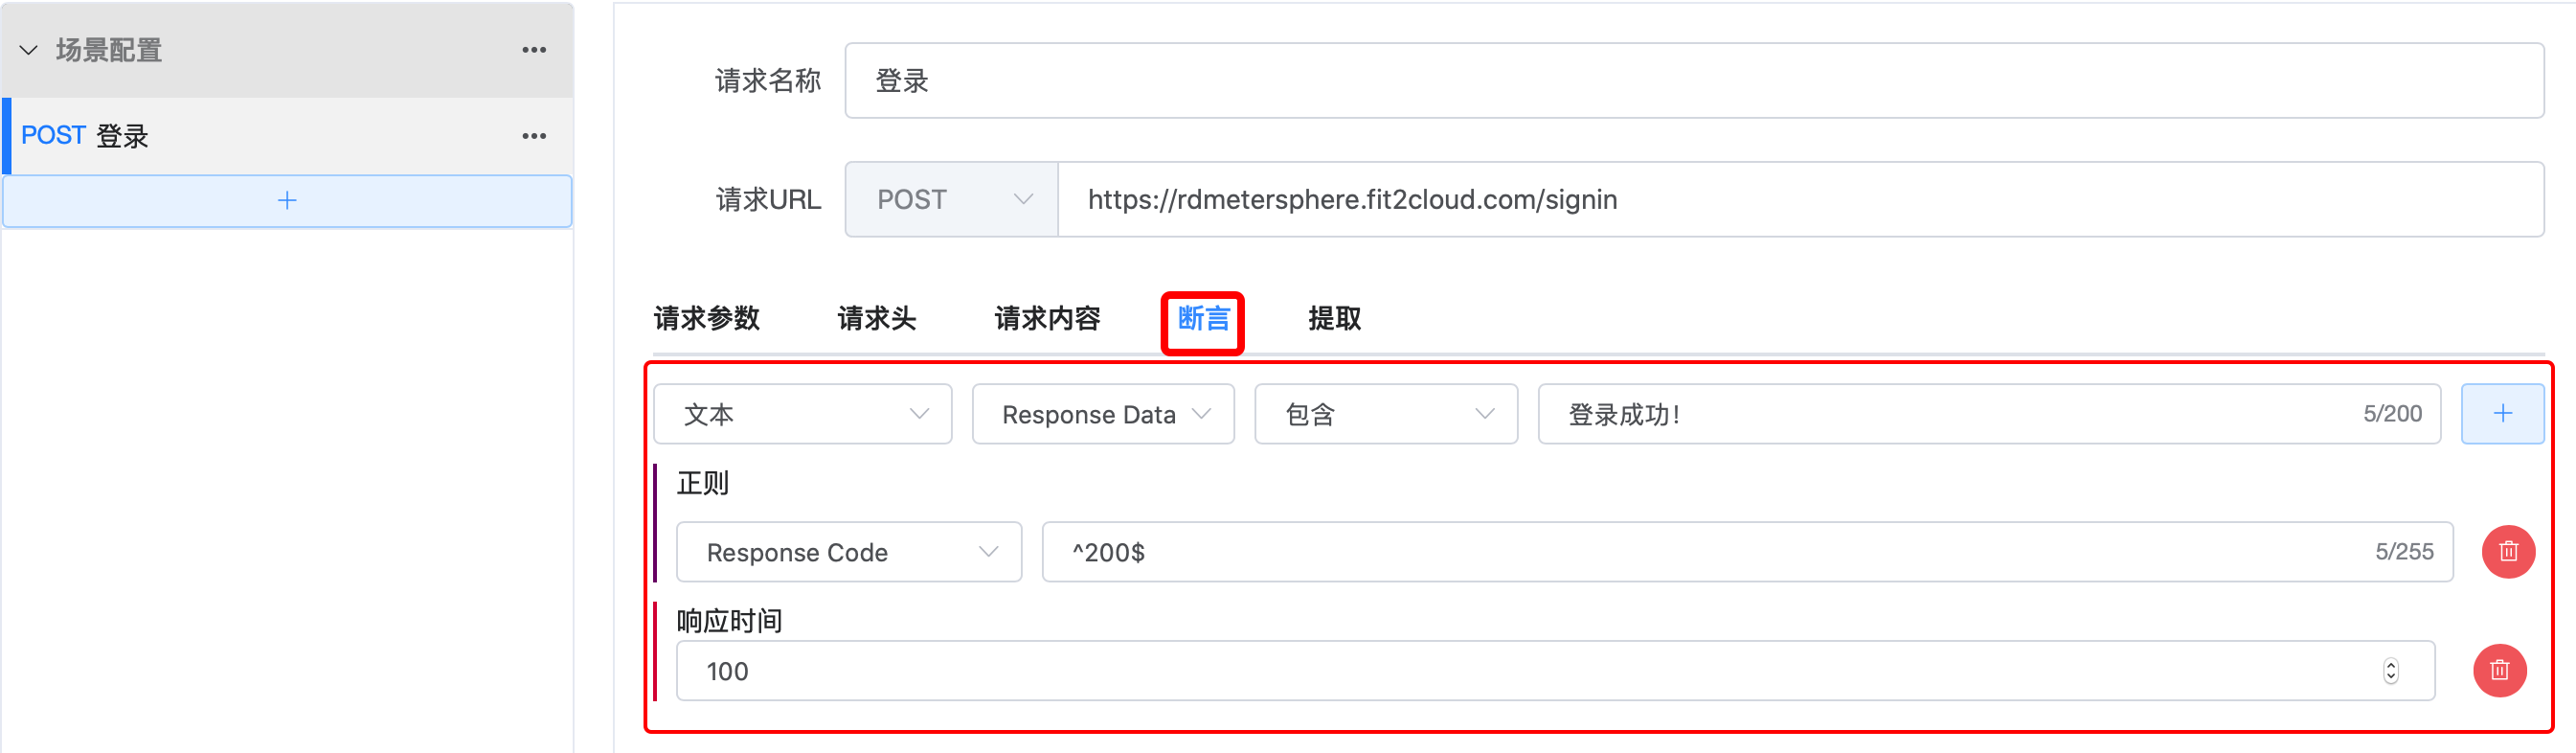 场景配置
POST 登录
请求名称 登录
请求URL POST https://rdmetersphere.fit2cloud.com/signin
请求参数 请求头 请求内容 断言 提取
文本 Response Data 包含 登录成功! 5/200
正则
Response Code ^200$ 5/255
响应时间
100